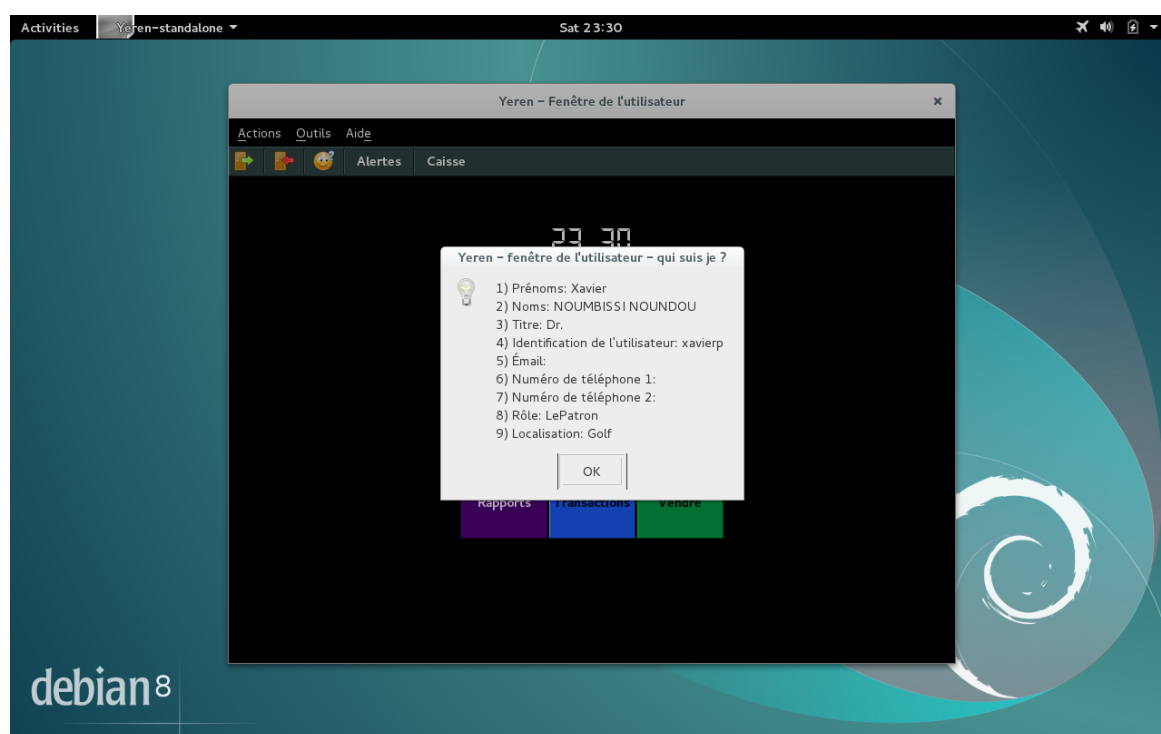 Activities Yeren-standalone Sat 23:30
Yeren – Fenêtre de l'utilisateur
Actions Outils Aide
Alertes Caisse
23 30
Yeren – fenêtre de l'utilisateur – qui suis je ?
1) Prénoms: Xavier
2) Noms: NOUMBISSI NOUNDOU
3) Titre: Dr.
4) Identification de l'utilisateur: xavierp
5) Émail:
6) Numéro de téléphone 1:
7) Numéro de téléphone 2:
8) Rôle: LePatron
9) Localisation: Golf
OK
Rapports Transactions Vendre
debian 8